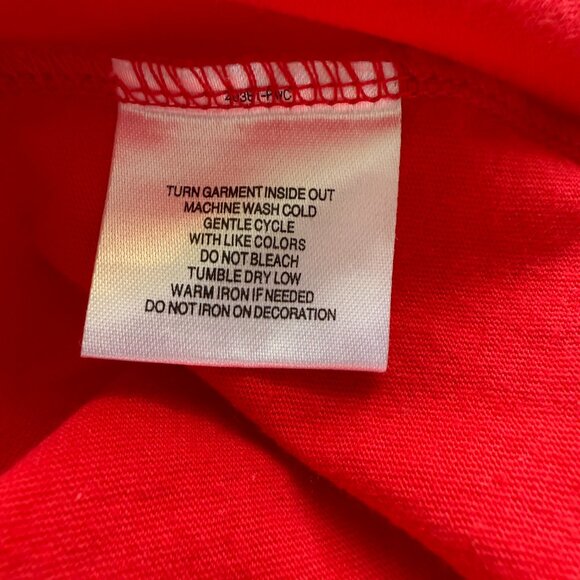 TURN GARMENT INSIDE OUT
MACHINE WASH COLD
GENTLE CYCLE
WITH LIKE COLORS
DO NOT BLEACH
TUMBLE DRY LOW
WARM IRON IF NEEDED
DO NOT IRON ON DECORATION